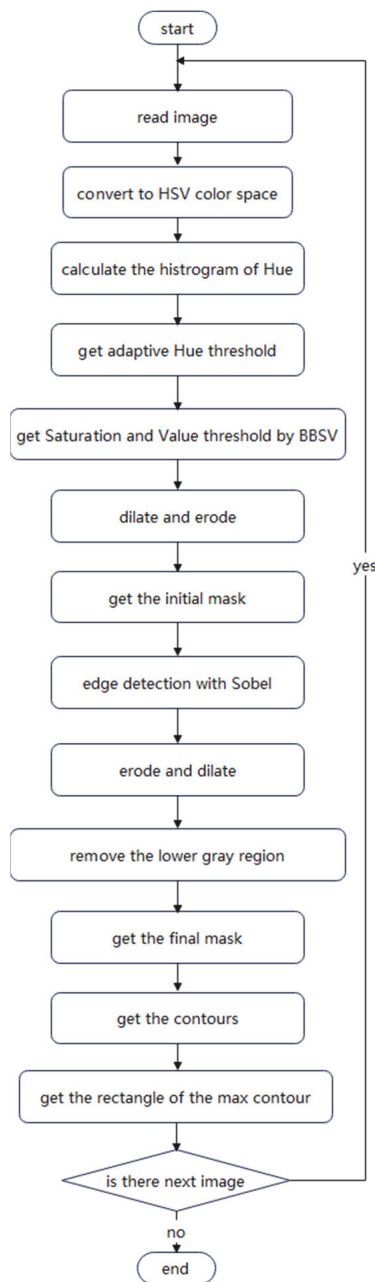 start
read image
convert to HSV color space
calculate the histrogram of Hue
get adaptive Hue threshold
get Saturation and Value threshold by BBSV
dilate and erode
get the initial mask
yes
edge detection with Sobel
erode and dilate
remove the lower gray region
get the final mask
get the contours
get the rectangle of the max contour
is there next image
no
end